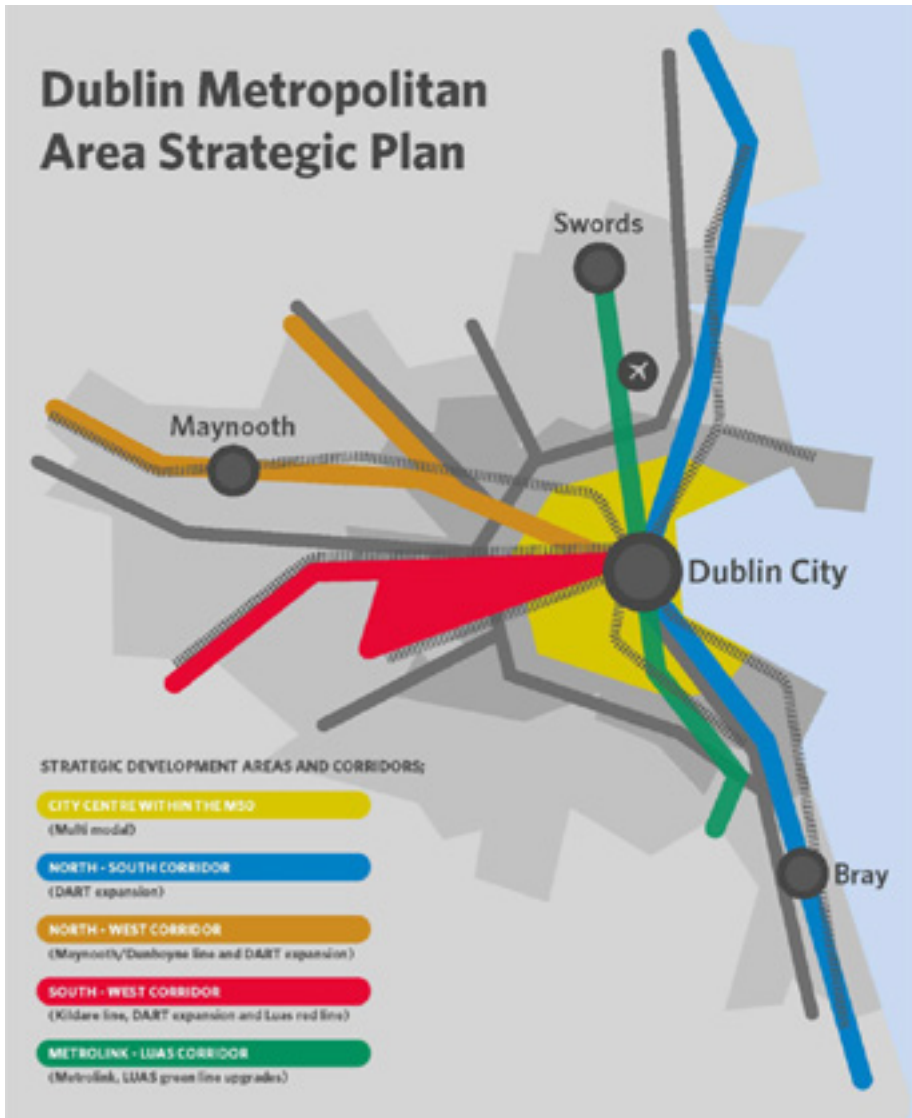 Dublin Metropolitan
Area Strategic Plan
Swords
Maynooth
Dublin City
Bray
STRATEGIC DEVELOPMENT AREAS AND CORRIDORS;
CITY CENTRE WITHIN THE M50
(Multi modal)
NORTH - SOUTH CORRIDOR
(DART expansion)
NORTH - WEST CORRIDOR
(Maynooth/Dunboyne line and DART expansion)
SOUTH - WEST CORRIDOR
(Kildare line, DART expansion and Luas red line)
METROLINK - LUAS CORRIDOR
(Metrolink, LUAS green line upgrades)